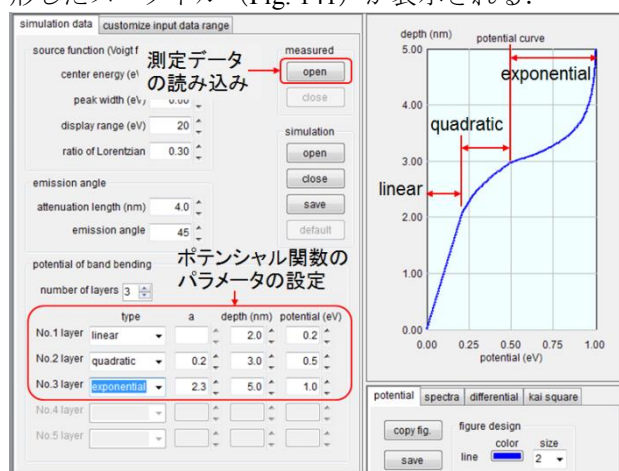 形したスペクトル (Fig. 141) が表示される．
simulation data customize input data range
source function (Voigt f
測定データ
の読み込み
measured
center energy (eV
open
peak width (eV) 0.00
close
display range (eV) 20
simulation
ratio of Lorentzian 0.30
open
emission angle
close
attenuation length (nm) 4.0
save
emission angle 45
default
potential of band bending
ポテンシャル関数の
パラメータの設定
number of layers 3
type a depth (nm) potential (eV)
No.1 layer linear 2.0 0.2
No.2 layer quadratic 0.2 3.0 0.5
No.3 layer exponential 2.3 5.0 1.0
No.4 layer
No.5 layer
depth (nm) potential curve
5.00
exponential
4.00
quadratic
3.00
linear
2.00
1.00
0.00
0.00 0.25 0.50 0.75 1.00
potential (eV)
potential spectra differential kai square
copy fig. figure design
color size
save line 2